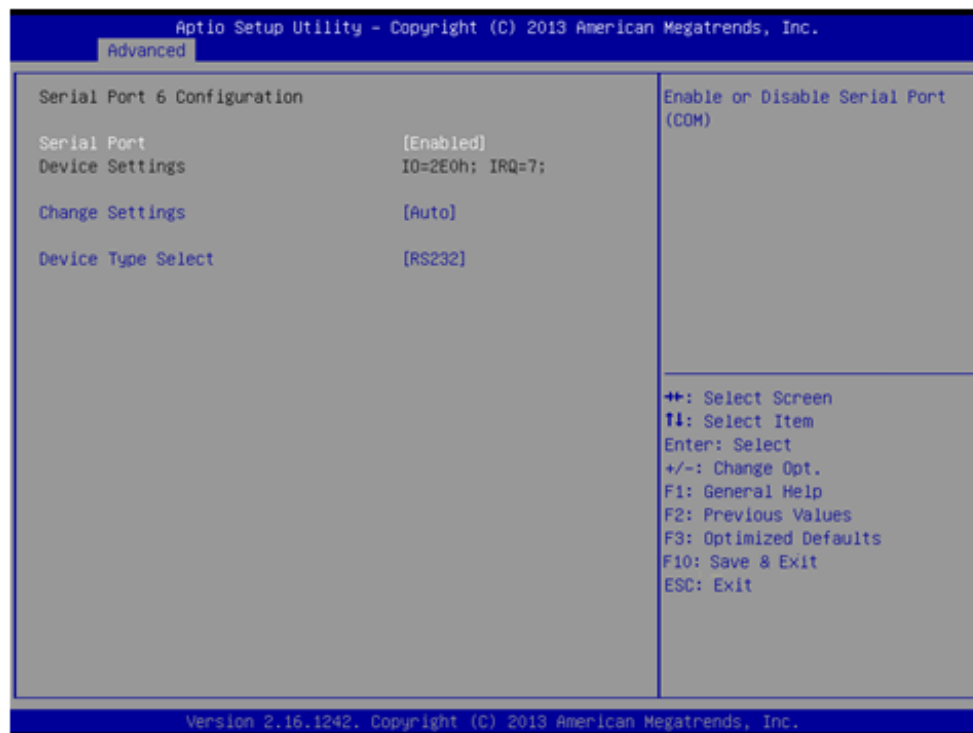 Aptio Setup Utility – Copyright (C) 2013 American Megatrends, Inc.
Advanced
Serial Port 6 Configuration
Serial Port [Enabled]
Device Settings IO=2E0h; IRQ=7;
Change Settings [Auto]
Device Type Select [RS232]
Enable or Disable Serial Port
(COM)
→←: Select Screen
↑↓: Select Item
Enter: Select
+/-: Change Opt.
F1: General Help
F2: Previous Values
F3: Optimized Defaults
F10: Save & Exit
ESC: Exit
Version 2.16.1242. Copyright (C) 2013 American Megatrends, Inc.